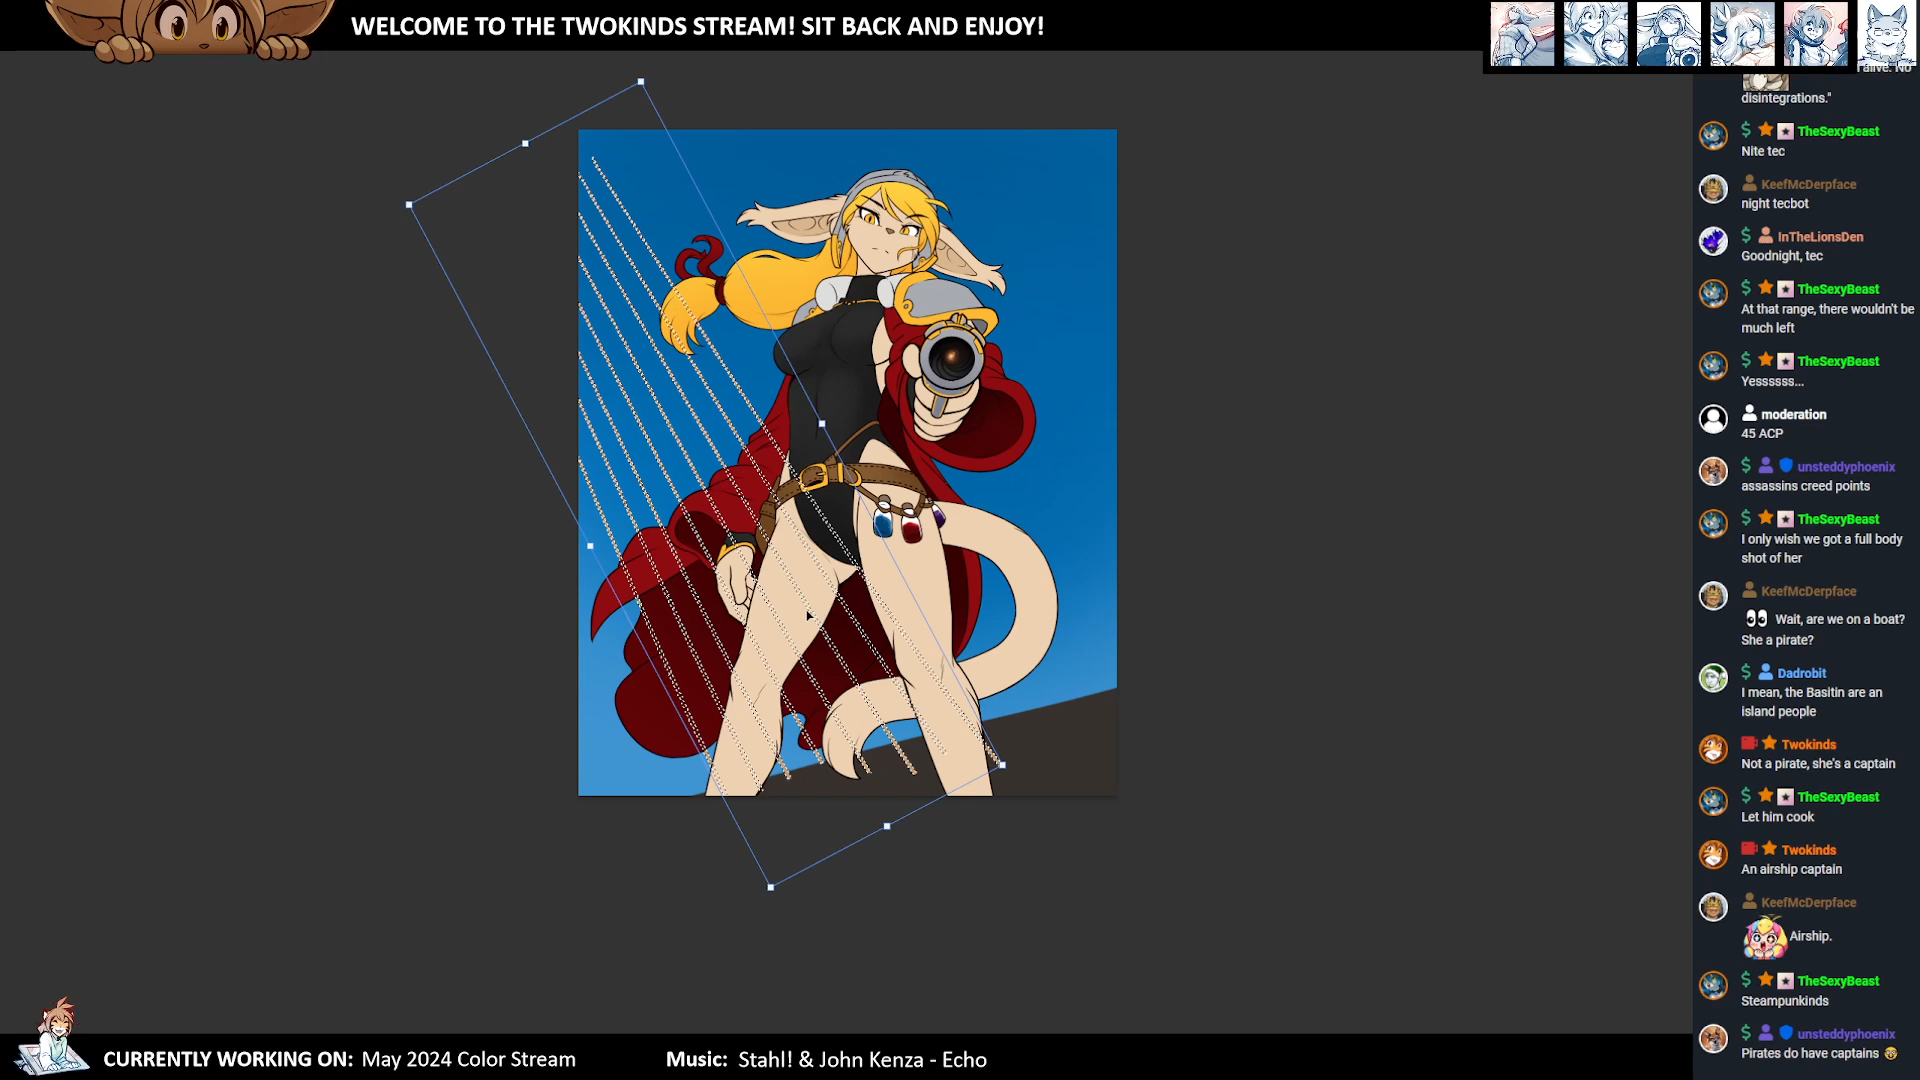 WELCOME TO THE TWOKINDS STREAM! SIT BACK AND ENJOY!
alive. No
disintegrations."
TheSexyBeast
Nite tec
KeefMcDerpface
night tecbot
InTheLionsDen
Goodnight, tec
TheSexyBeast
At that range, there wouldn't be
much left
TheSexyBeast
Yessssss...
moderation
45 ACP
unsteddyphoenix
assassins creed points
TheSexyBeast
I only wish we got a full body
shot of her
KeefMcDerpface
Wait, are we on a boat?
She a pirate?
Dadrobit
I mean, the Basitin are an
island people
Twokinds
Not a pirate, she's a captain
TheSexyBeast
Let him cook
Twokinds
An airship captain
KeefMcDerpface
Airship.
TheSexyBeast
Steampunkinds
unsteddyphoenix
Pirates do have captains
CURRENTLY WORKING ON: May 2024 Color Stream
Music: Stahl! & John Kenza - Echo